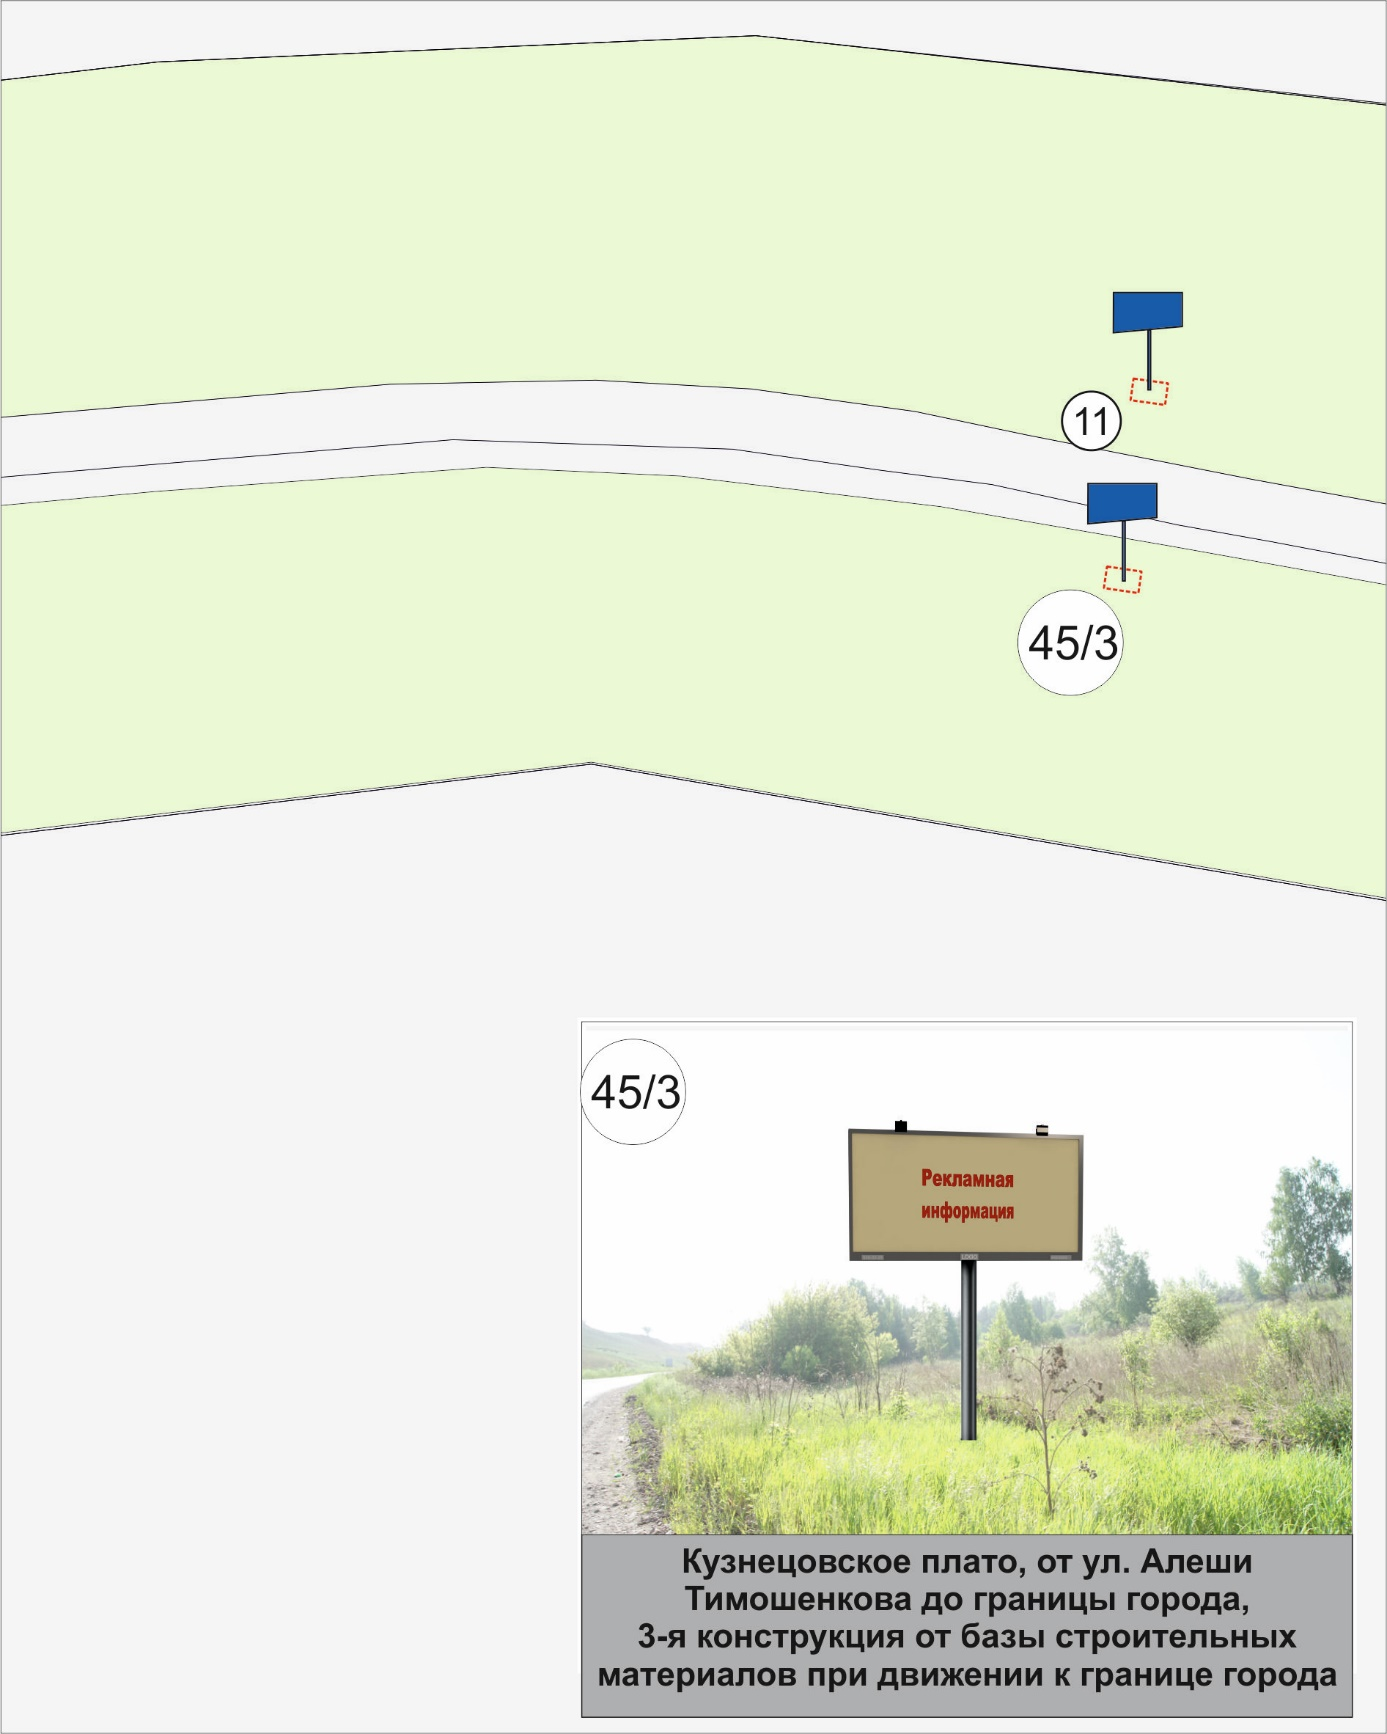 11
45/3
45/3
Рекламная
информация
LOGO
Кузнецовское плато, от ул. Алеши
Тимошенкова до границы города,
3-я конструкция от базы строительных
материалов при движении к границе города